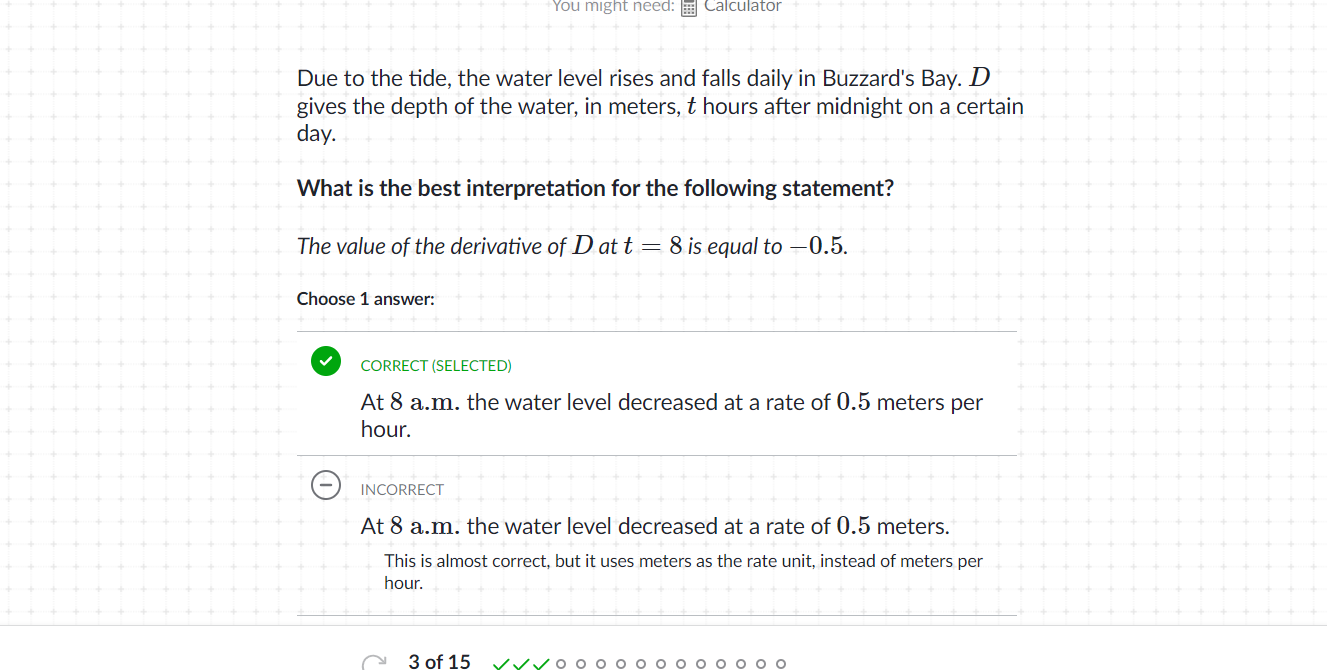 You might need: Calculator
Due to the tide, the water level rises and falls daily in Buzzard's Bay. D
gives the depth of the water, in meters, t hours after midnight on a certain
day.
What is the best interpretation for the following statement?
The value of the derivative of D at t = 8 is equal to −0.5.
Choose 1 answer:
CORRECT (SELECTED)
At 8 a.m. the water level decreased at a rate of 0.5 meters per
hour.
INCORRECT
At 8 a.m. the water level decreased at a rate of 0.5 meters.
This is almost correct, but it uses meters as the rate unit, instead of meters per
hour.
3 of 15